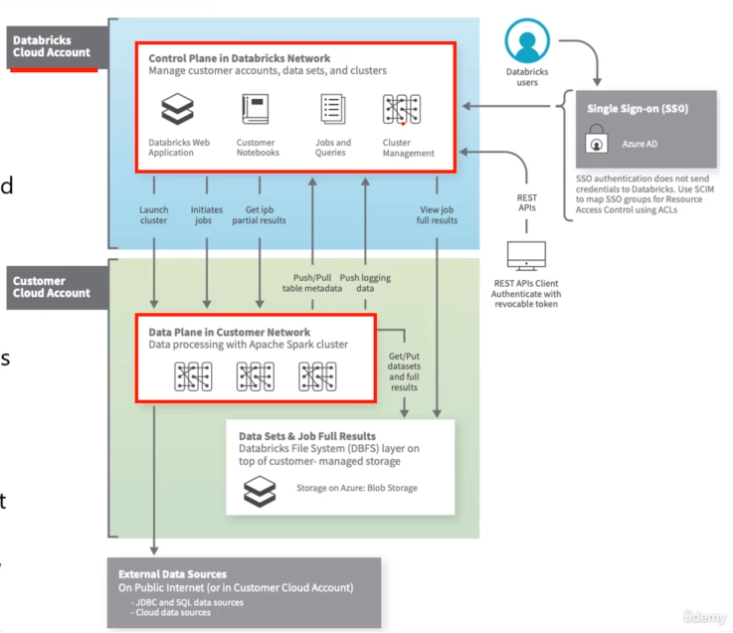 Databricks
Cloud Account
Control Plane in Databricks Network
Manage customer accounts, data sets, and clusters
Databricks Web
Application
Customer
Notebooks
Jobs and
Queries
Cluster
Management
Databricks
users
Single Sign-on (SSO)
Azure AD
SSO authentication does not send
credentials to Databricks. Use SCIM
to map SSO groups for Resource
Access Control using ACLs
d
Launch
cluster
Initiates
jobs
Get ipb
partial results
View job
full results
REST
APIs
REST APIs Client
Authenticate with
revocable token
Customer
Cloud Account
Push/Pull
table metadata
Push logging
data
Data Plane in Customer Network
Data processing with Apache Spark cluster
s
Get/Put
datasets
and full
results
Data Sets & Job Full Results
Databricks File System (DBFS) layer on
top of customer- managed storage
Storage on Azure: Blob Storage
t
External Data Sources
On Public Internet (or in Customer Cloud Account)
- JDBC and SQL data sources
- Cloud data sources
ûdemy